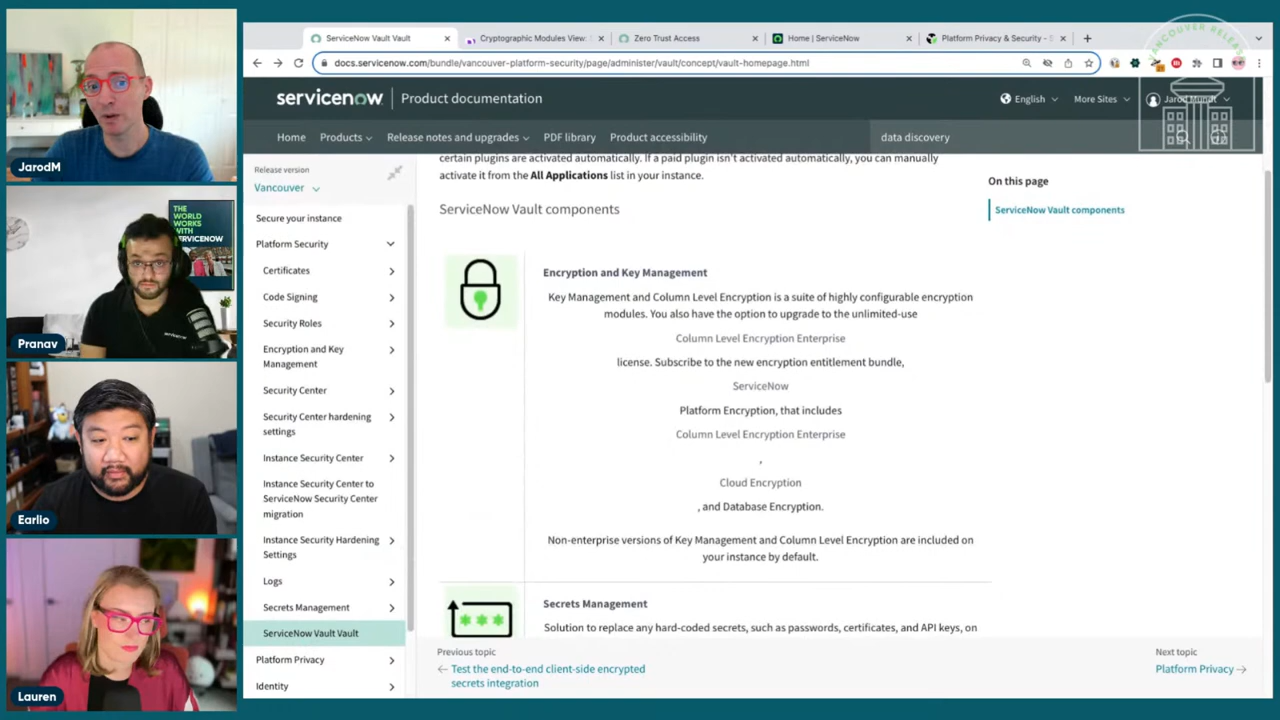 JarodM
THE
WORLD
WORKS
WITH
SERVICENOW
Pranav
Earlio
Lauren
ServiceNow Vault Vault
Cryptographic Modules View:
Zero Trust Access
Home | ServiceNow
Platform Privacy & Security -
docs.servicenow.com/bundle/vancouver-platform-security/page/administer/vault/concept/vault-homepage.html
VANCOUVER RELEASE
servicenow
Product documentation
English
More Sites
Jarod Mundt
Home
Products
Release notes and upgrades
PDF library
Product accessibility
data discovery
Release version
Vancouver
Secure your instance
Platform Security
Certificates
Code Signing
Security Roles
Encryption and Key
Management
Security Center
Security Center hardening
settings
Instance Security Center
Instance Security Center to
ServiceNow Security Center
migration
Instance Security Hardening
Settings
Logs
Secrets Management
ServiceNow Vault Vault
Platform Privacy
Identity
certain plugins are activated automatically. If a paid plugin isn't activated automatically, you can manually
activate it from the All Applications list in your instance.
ServiceNow Vault components
Encryption and Key Management
Key Management and Column Level Encryption is a suite of highly configurable encryption
modules. You also have the option to upgrade to the unlimited-use
Column Level Encryption Enterprise
license. Subscribe to the new encryption entitlement bundle,
ServiceNow
Platform Encryption, that includes
Column Level Encryption Enterprise
,
Cloud Encryption
, and Database Encryption.
Non-enterprise versions of Key Management and Column Level Encryption are included on
your instance by default.
***
Secrets Management
Solution to replace any hard-coded secrets, such as passwords, certificates, and API keys, on
On this page
ServiceNow Vault components
Previous topic
Test the end-to-end client-side encrypted
secrets integration
Next topic
Platform Privacy